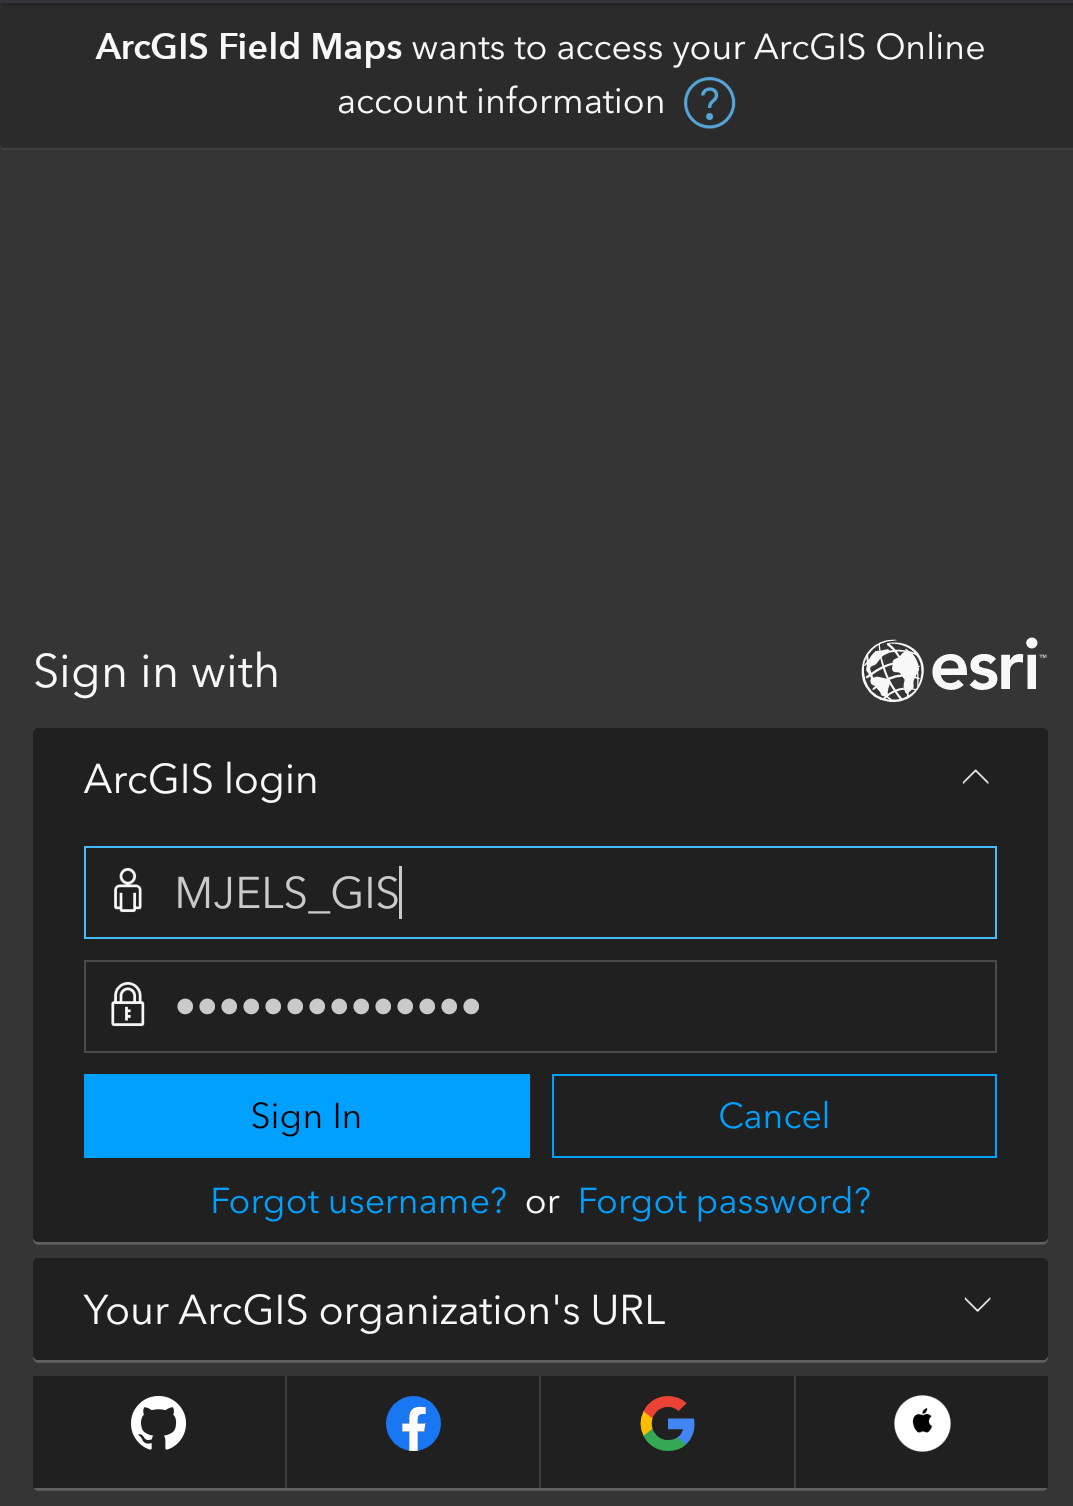 ArcGIS Field Maps wants to access your ArcGIS Online
account information ?
Sign in with
esri™
ArcGIS login
MJELS_GIS
●●●●●●●●●●●●●●
Sign In
Cancel
Forgot username? or Forgot password?
Your ArcGIS organization's URL